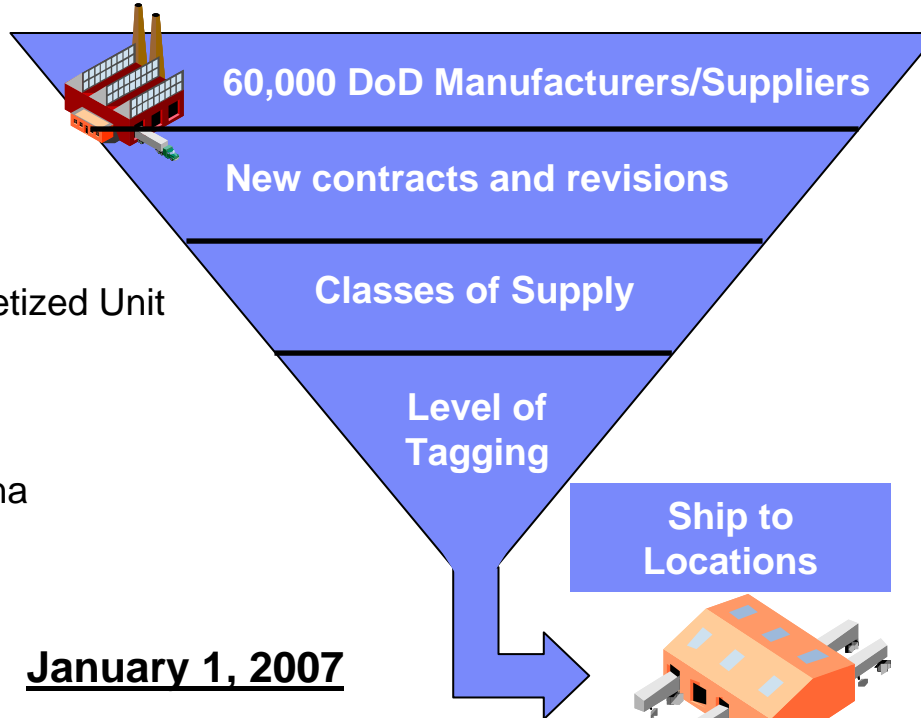 60,000 DoD Manufacturers/Suppliers
New contracts and revisions
Classes of Supply
etized Unit
Level of
Tagging
na
Ship to
Locations
January 1, 2007